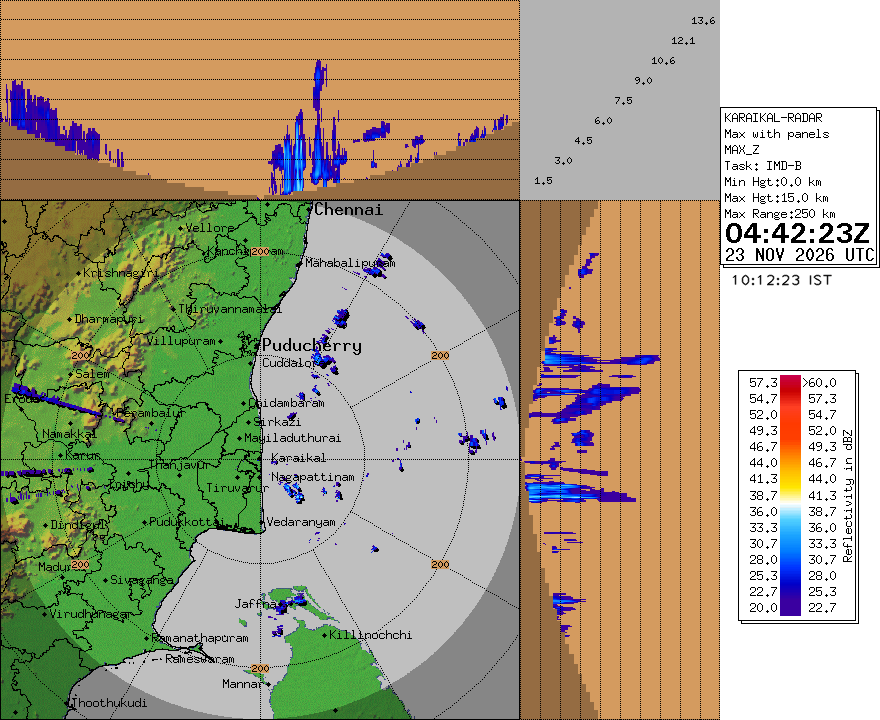 13.6
12.1
10.6
9.0
7.5
6.0
4.5
3.0
1.5
KARAIKAL-RADAR
Max with panels
MAX_Z
Task: IMD-B
Min Hgt:0.0 km
Max Hgt:15.0 km
Max Range:250 km
04:42:23Z
23 NOV 2026 UTC
10:12:23 IST
Chennai
Vellore
200
Mahabalipuram
Krishnagiri
Thiruvannamalai
Dharmapuri
Villupuram
Puducherry
200
200
Cuddalor
Salem
Chidambaram
Perambalur
Sirkazi
Namakkal
Mayiladuthurai
Karur
Karaikal
Thanjavur
Nagapattinam
Tiruvarur
Pudukkottai
Vedaranyam
200
200
Sivaganga
Jaffna
Virudhunagar
Killinochchi
Ramanathapuram
Rameswaram
200
Mannar
Thoothukudi
57.3 >60.0
54.7 57.3
52.0 54.7
49.3 52.0
46.7 49.3
44.0 46.7
41.3 44.0
38.7 41.3
36.0 38.7
33.3 36.0
30.7 33.3
28.0 30.7
25.3 28.0
22.7 25.3
20.0 22.7
Reflectivity in dBZ